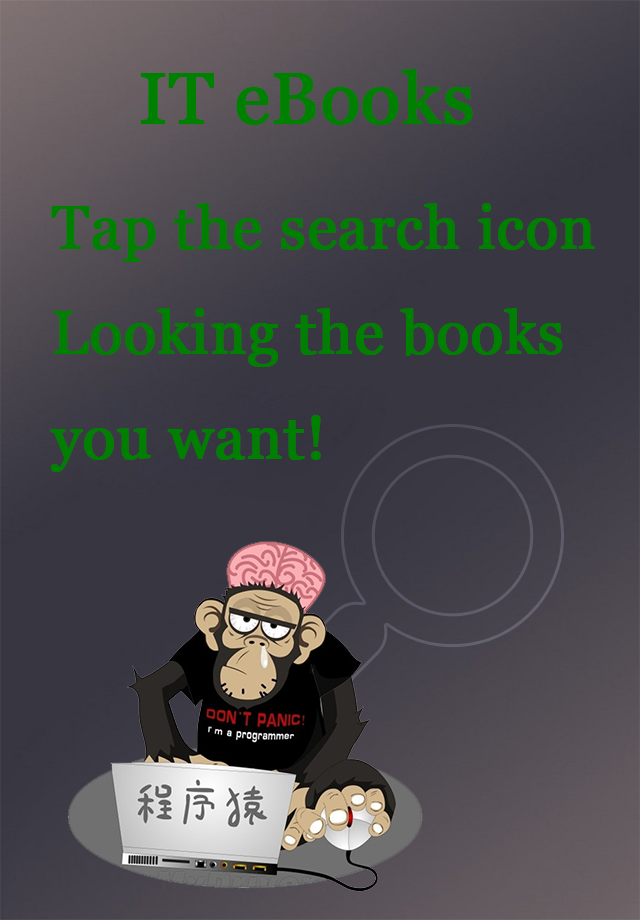 IT eBooks
Tap the search icon
Looking the books
you want!
DON'T PANIC!
I'm a programmer
程序猿